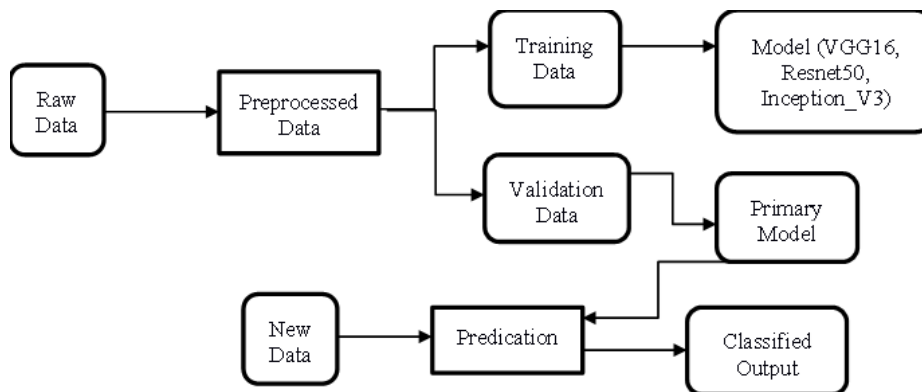 Raw
Data
Preprocessed
Data
Training
Data
Model (VGG16,
Resnet50,
Inception_V3)
Validation
Data
Primary
Model
New
Data
Predication
Classified
Output